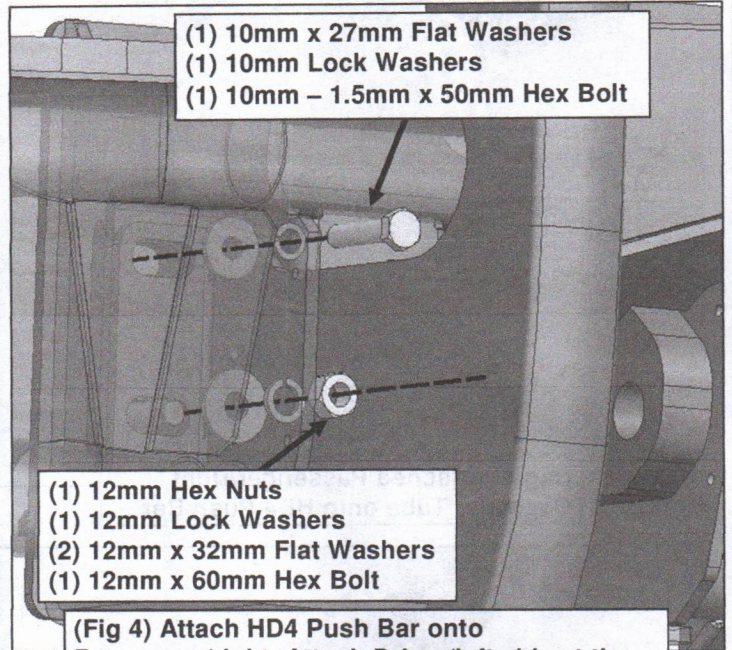 (1) 10mm x 27mm Flat Washers
(1) 10mm Lock Washers
(1) 10mm – 1.5mm x 50mm Hex Bolt
(1) 12mm Hex Nuts
(1) 12mm Lock Washers
(2) 12mm x 32mm Flat Washers
(1) 12mm x 60mm Hex Bolt
(Fig 4) Attach HD4 Push Bar onto